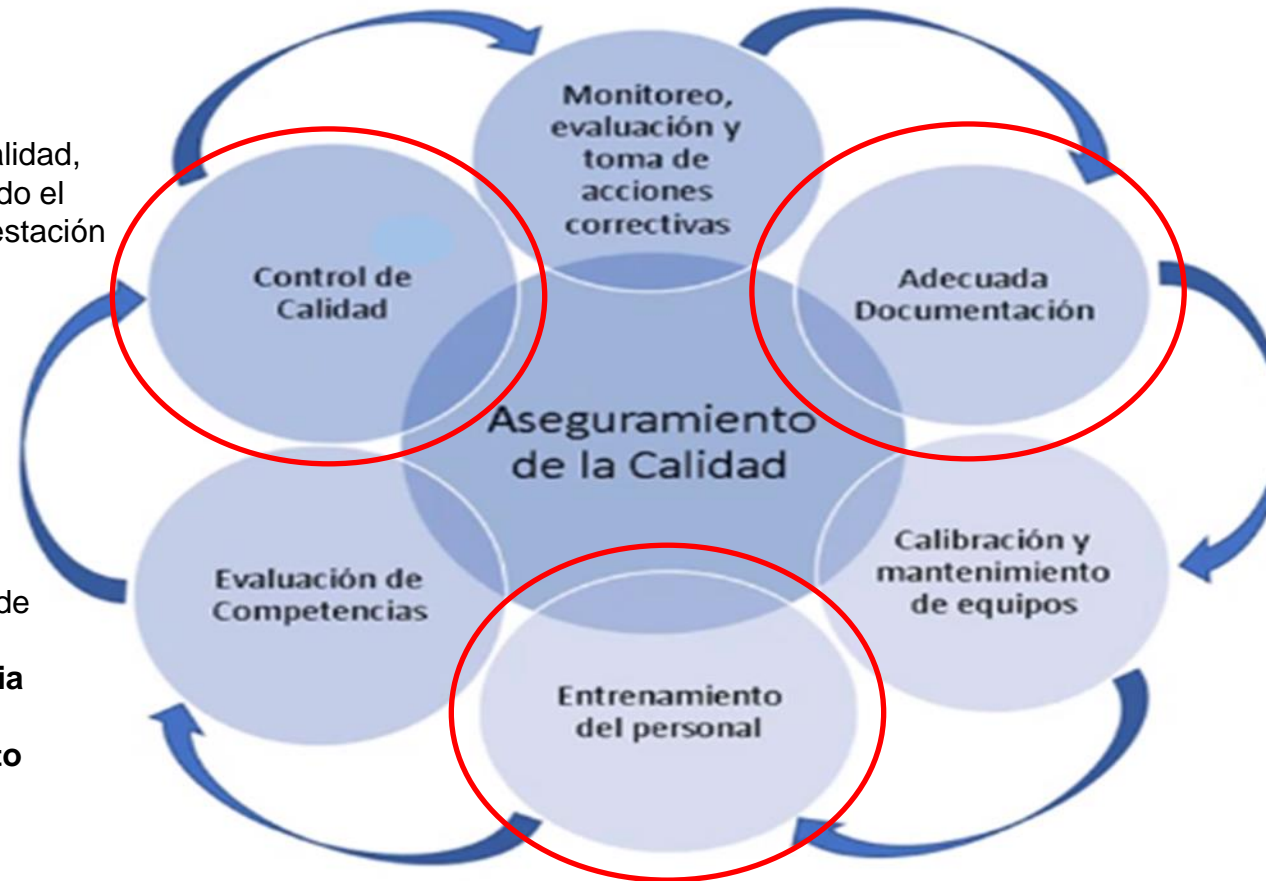 alidad,
do el
estación
de
ia
to
Monitoreo,
evaluación y
toma de
acciones
correctivas
Control de
Calidad
Adecuada
Documentación
Aseguramiento
de la Calidad
Evaluación de
Competencias
Calibración y
mantenimiento
de equipos
Entrenamiento
del personal